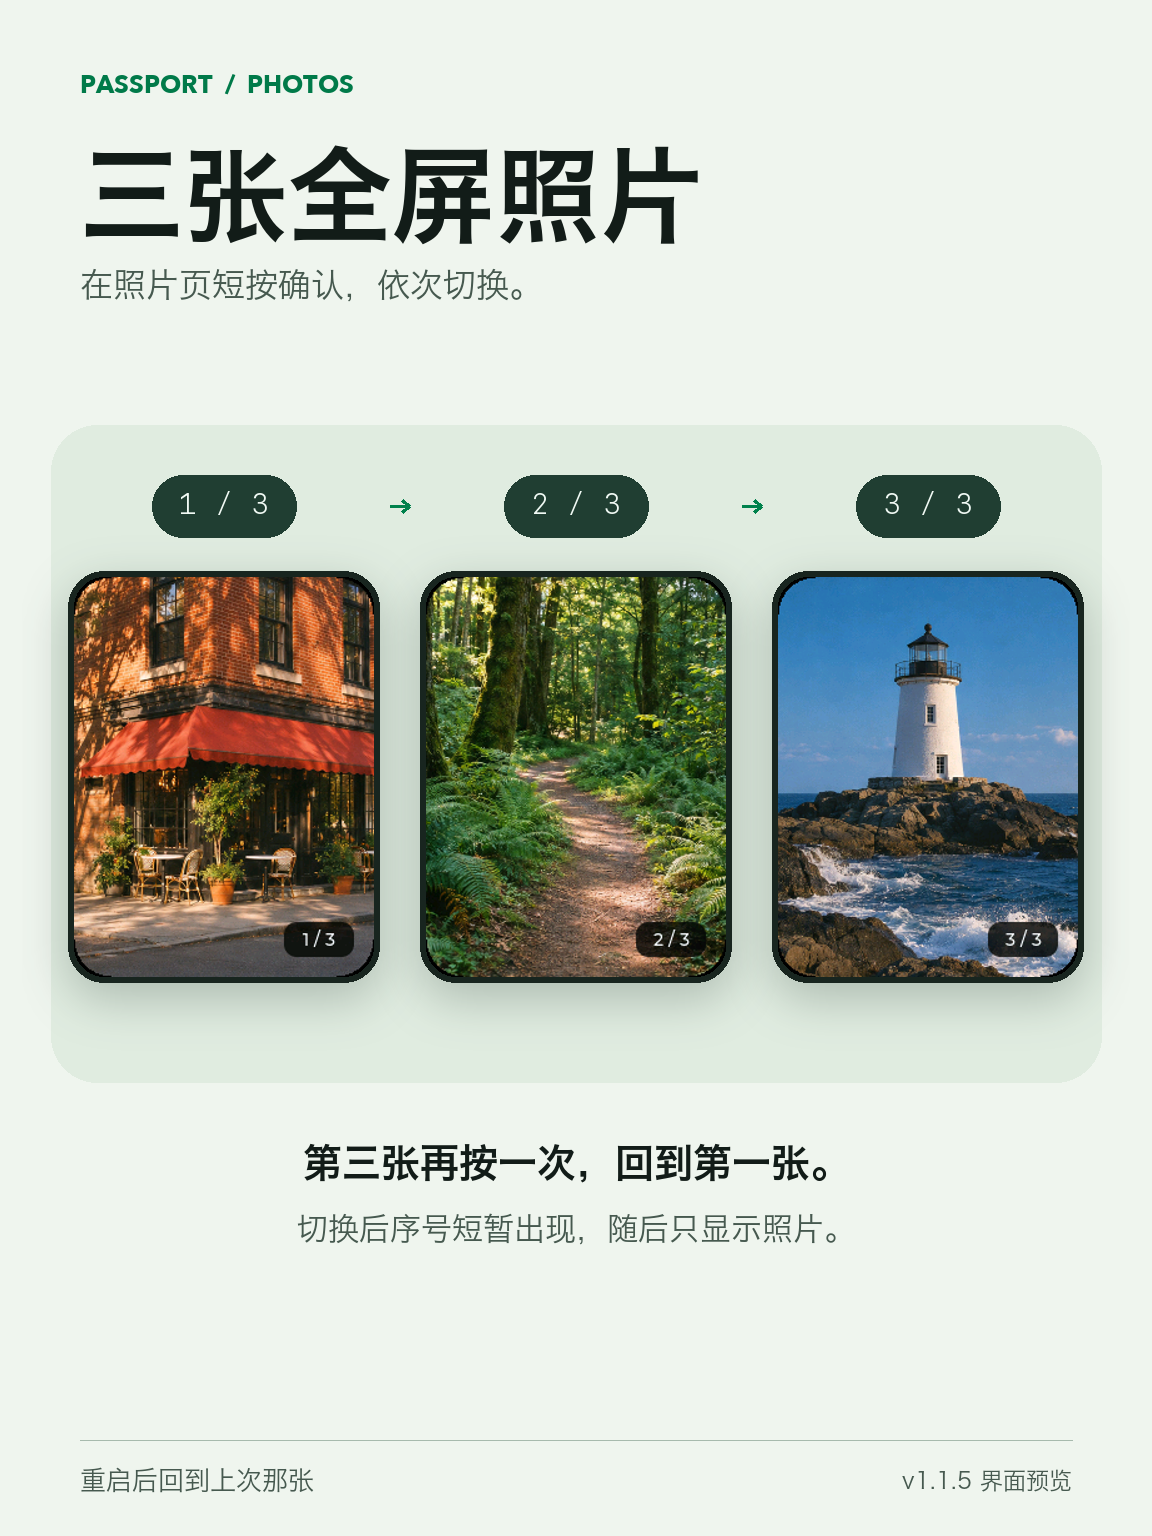 PASSPORT / PHOTOS
三张全屏照片
在照片页短按确认，依次切换。
1 / 3 → 2 / 3 → 3 / 3
1/3 2/3 3/3
第三张再按一次，回到第一张。
切换后序号短暂出现，随后只显示照片。
重启后回到上次那张 v1.1.5 界面预览